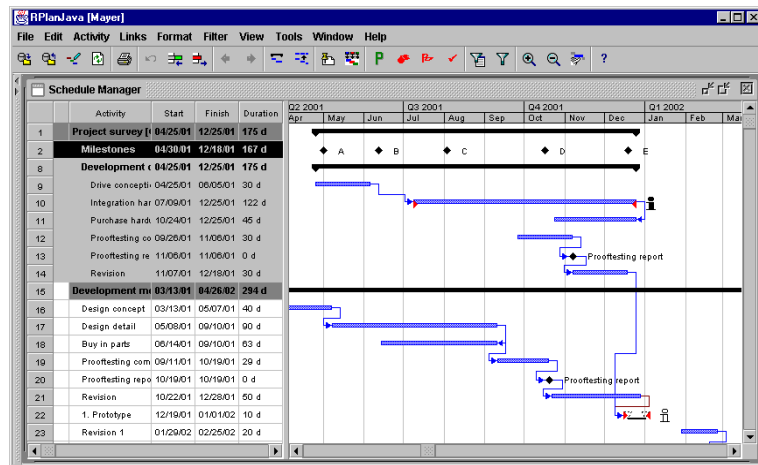 RPlanJava [Mayer]
File Edit Activity Links Format Filter View Tools Window Help
P ?
Schedule Manager
Activity Start Finish Duration Q2 2001 Q3 2001 Q4 2001 Q1 2002
Apr May Jun Jul Aug Sep Oct Nov Dec Jan Feb Mar
1 Project survey [ 04/25/01 12/25/01 175 d
2 Milestones 04/30/01 12/18/01 167 d A B C D E
8 Development c 04/25/01 12/25/01 175 d
9 Drive concepti 04/25/01 06/05/01 30 d
10 Integration har 07/09/01 12/25/01 122 d i
11 Purchase hard 10/24/01 12/25/01 45 d
12 Prooftesting co 09/26/01 11/06/01 30 d
13 Prooftesting re 11/06/01 11/06/01 0 d Prooftesting report
14 Revision 11/07/01 12/18/01 30 d
15 Development m 03/13/01 04/26/02 294 d
16 Design concept 03/13/01 05/07/01 40 d
17 Design detail 05/08/01 09/10/01 90 d
18 Buy in parts 06/14/01 09/10/01 63 d
19 Prooftesting com 09/11/01 10/19/01 29 d
20 Prooftesting repo 10/19/01 10/19/01 0 d Prooftesting report
21 Revision 10/22/01 12/28/01 50 d
22 1. Prototype 12/19/01 01/01/02 10 d i
23 Revision 1 01/29/02 02/25/02 20 d